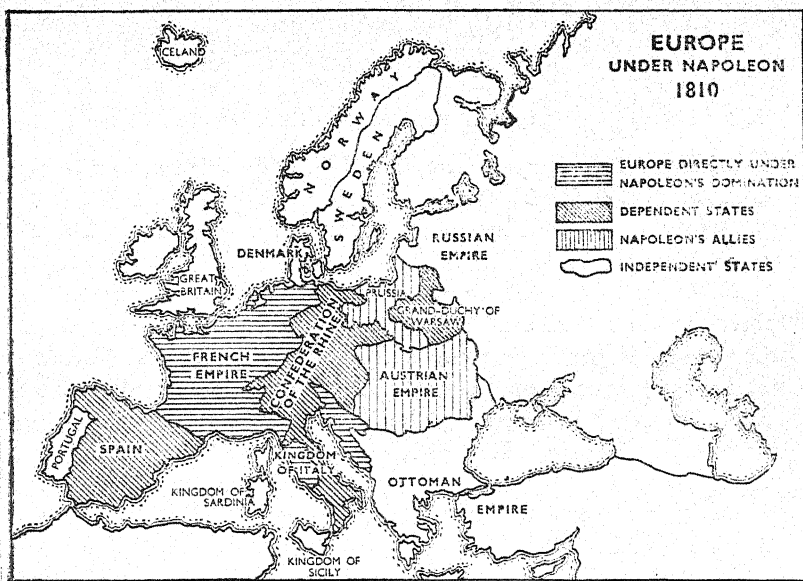 EUROPE
UNDER NAPOLEON
1810
EUROPE DIRECTLY UNDER
NAPOLEON'S DOMINATION
DEPENDENT STATES
NAPOLEON'S ALLIES
INDEPENDENT STATES
ICELAND
NORWAY
SWEDEN
DENMARK
RUSSIAN
EMPIRE
GREAT
BRITAIN
PRUSSIA
GRAND-DUCHY OF
WARSAW
FRENCH
EMPIRE
CONFEDERATION
OF THE RHINE
AUSTRIAN
EMPIRE
PORTUGAL
SPAIN
KINGDOM
OF ITALY
KINGDOM OF
SARDINIA
OTTOMAN
EMPIRE
KINGDOM OF
SICILY